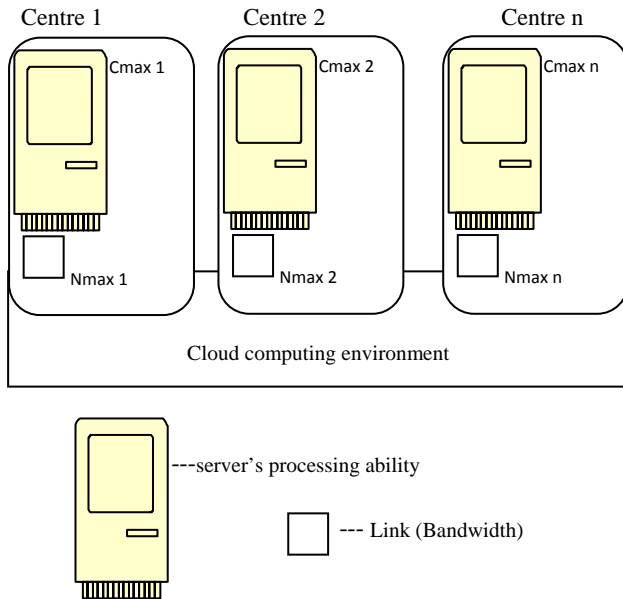 Centre 1
Centre 2
Centre n
Cmax 1
Cmax 2
Cmax n
Nmax 1
Nmax 2
Nmax n
Cloud computing environment
---server's processing ability
--- Link (Bandwidth)